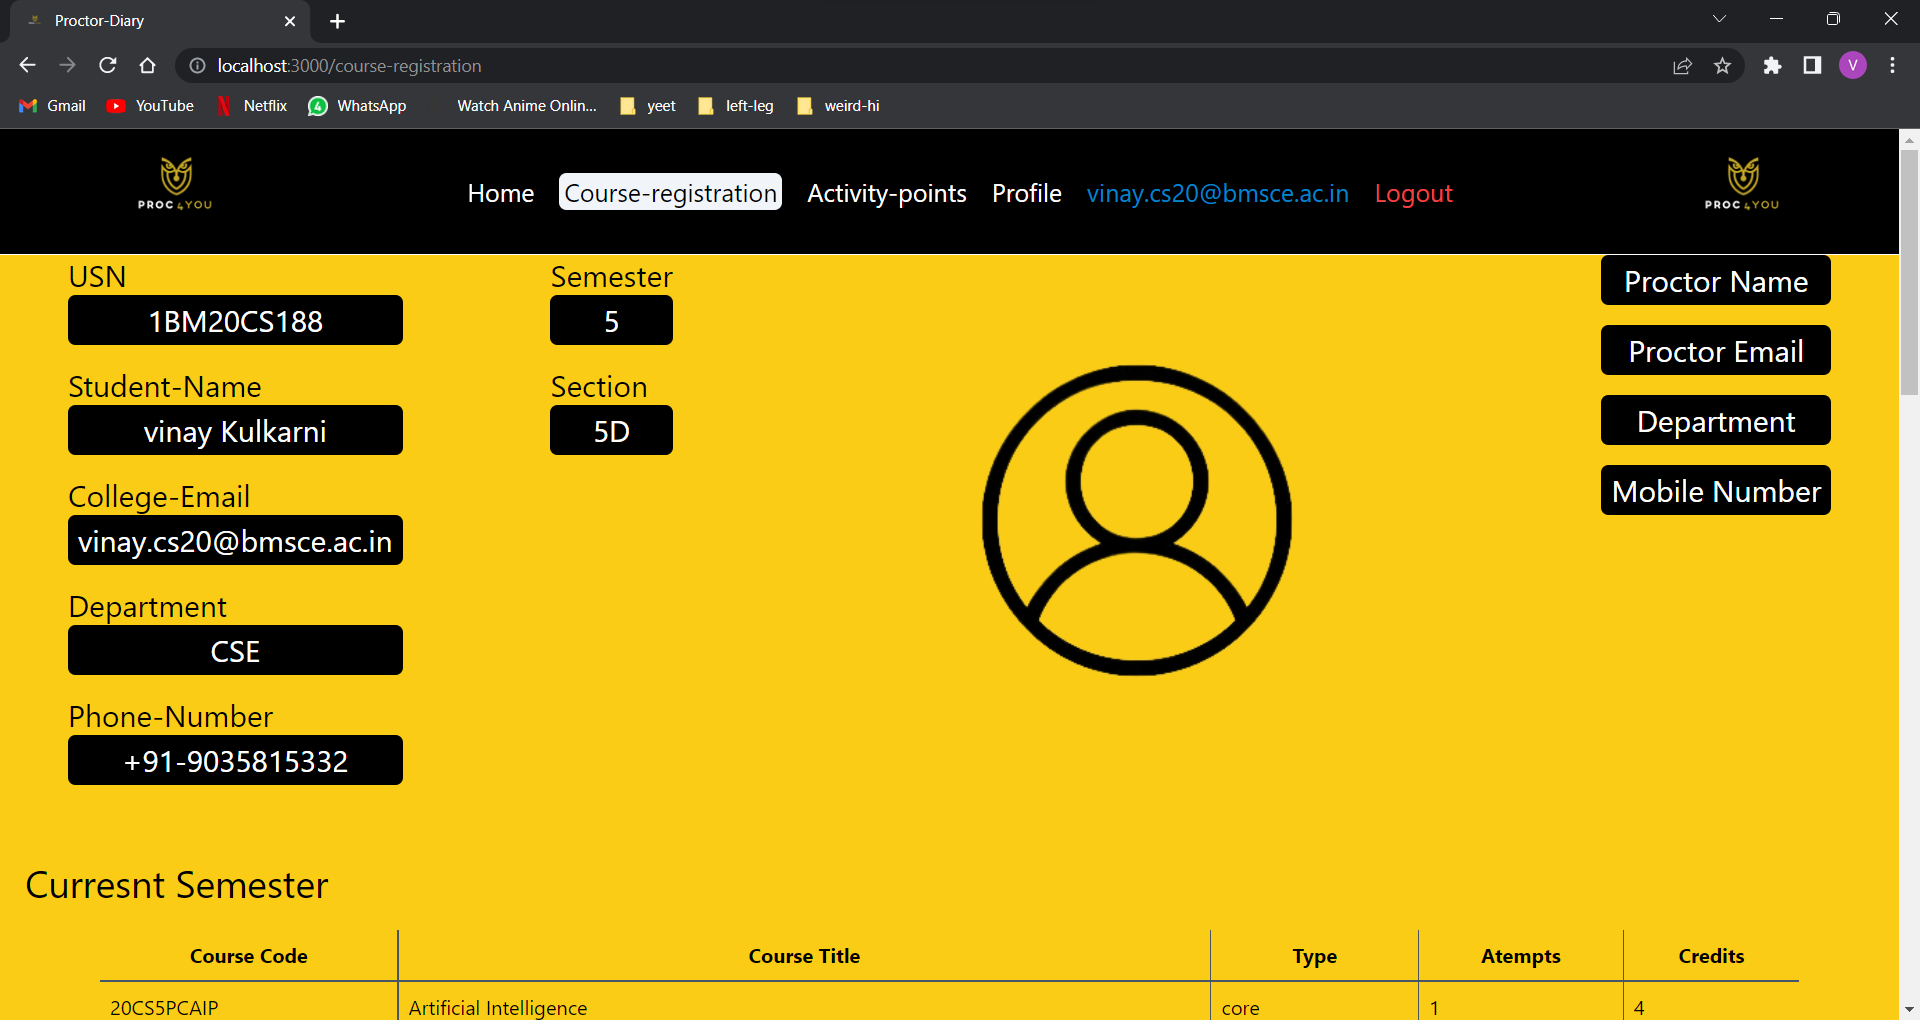 Proctor-Diary
localhost:3000/course-registration
V
Gmail YouTube Netflix 4 WhatsApp Watch Anime Onlin... yeet left-leg weird-hi
PROC 4YOU
Home Course-registration Activity-points Profile vinay.cs20@bmsce.ac.in Logout
PROC 4YOU
USN
1BM20CS188
Student-Name
vinay Kulkarni
College-Email
vinay.cs20@bmsce.ac.in
Department
CSE
Phone-Number
+91-9035815332
Semester
5
Section
5D
Proctor Name
Proctor Email
Department
Mobile Number
Curresnt Semester
Course Code Course Title Type Atempts Credits
20CS5PCAIP Artificial Intelligence core 1 4